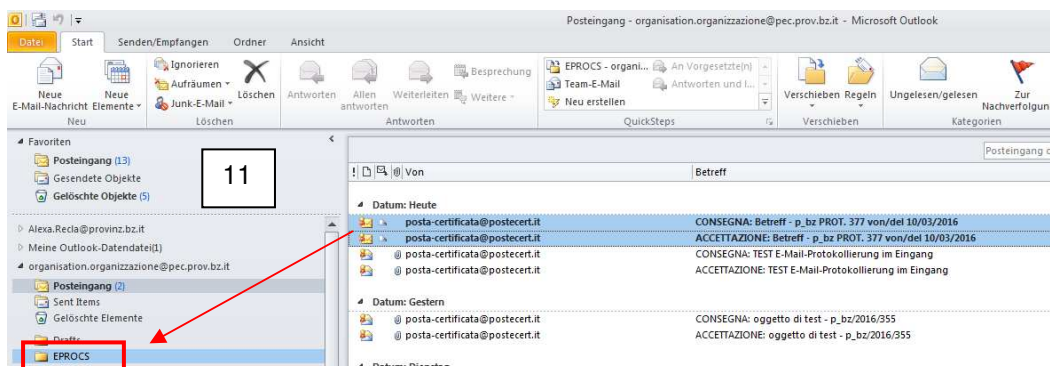 Posteingang - organisation.organizzazione@pec.prov.bz.it - Microsoft Outlook
Datei Start Senden/Empfangen Ordner Ansicht
Neue E-Mail-Nachricht
Neue Elemente
Neu
Ignorieren
Aufräumen
Junk-E-Mail
Löschen
Löschen
Antworten
Allen antworten
Weiterleiten
Besprechung
Weitere
Antworten
EPROCS - organi...
Team-E-Mail
Neu erstellen
An Vorgesetzte(n)
Antworten und l...
QuickSteps
Verschieben
Regeln
Verschieben
Ungelesen/gelesen
Zur
Kategorien
Favoriten
Posteingang (13)
Gesendete Objekte
Gelöschte Objekte (5)
11
Alexa.Recla@provinz.bz.it
Meine Outlook-Datendatei(1)
organisation.organizzazione@pec.prov.bz.it
Posteingang (2)
Sent Items
Gelöschte Elemente
Drafts
EPROCS
Posteingang
! Von Betreff
Datum: Heute
posta-certificata@postecert.it CONSEGNA: Betreff - p_bz PROT. 377 von/del 10/03/2016
posta-certificata@postecert.it ACCETTAZIONE: Betreff - p_bz PROT. 377 von/del 10/03/2016
posta-certificata@postecert.it CONSEGNA: TEST E-Mail-Protokollierung im Eingang
posta-certificata@postecert.it ACCETTAZIONE: TEST E-Mail-Protokollierung im Eingang
Datum: Gestern
posta-certificata@postecert.it CONSEGNA: oggetto di test - p_bz/2016/355
posta-certificata@postecert.it ACCETTAZIONE: oggetto di test - p_bz/2016/355